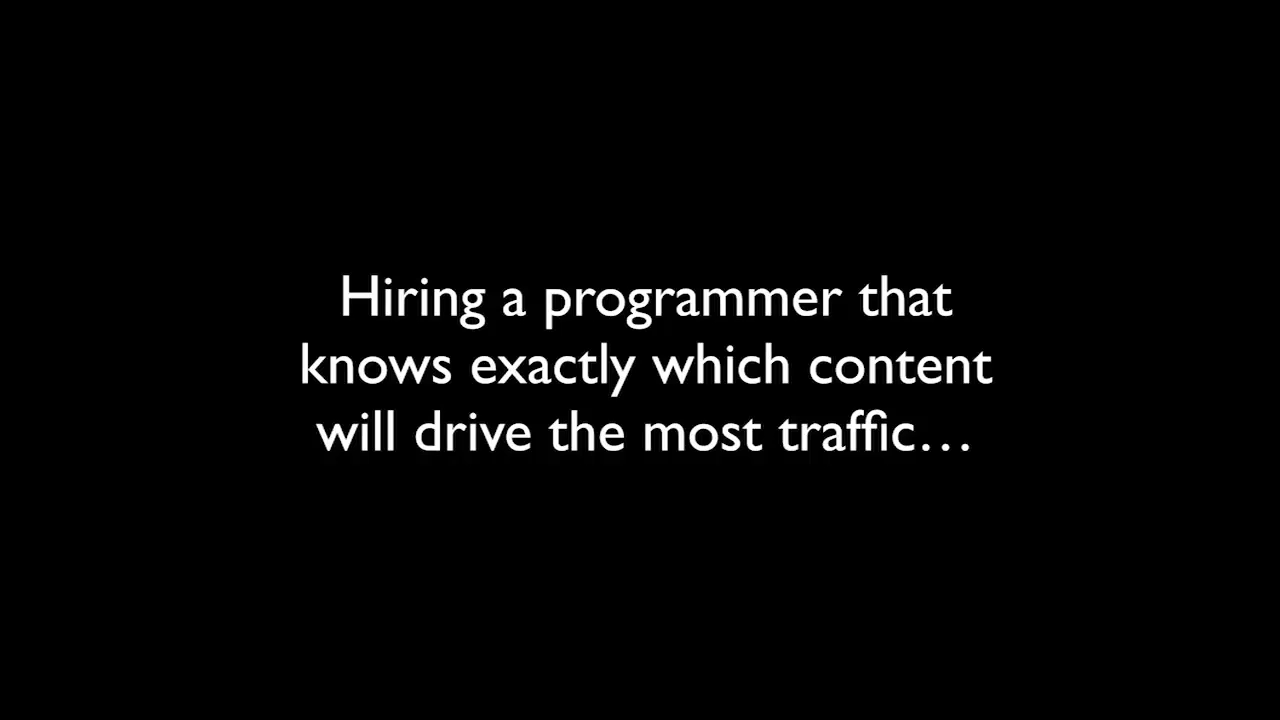 Hiring a programmer that
knows exactly which content
will drive the most traffic…